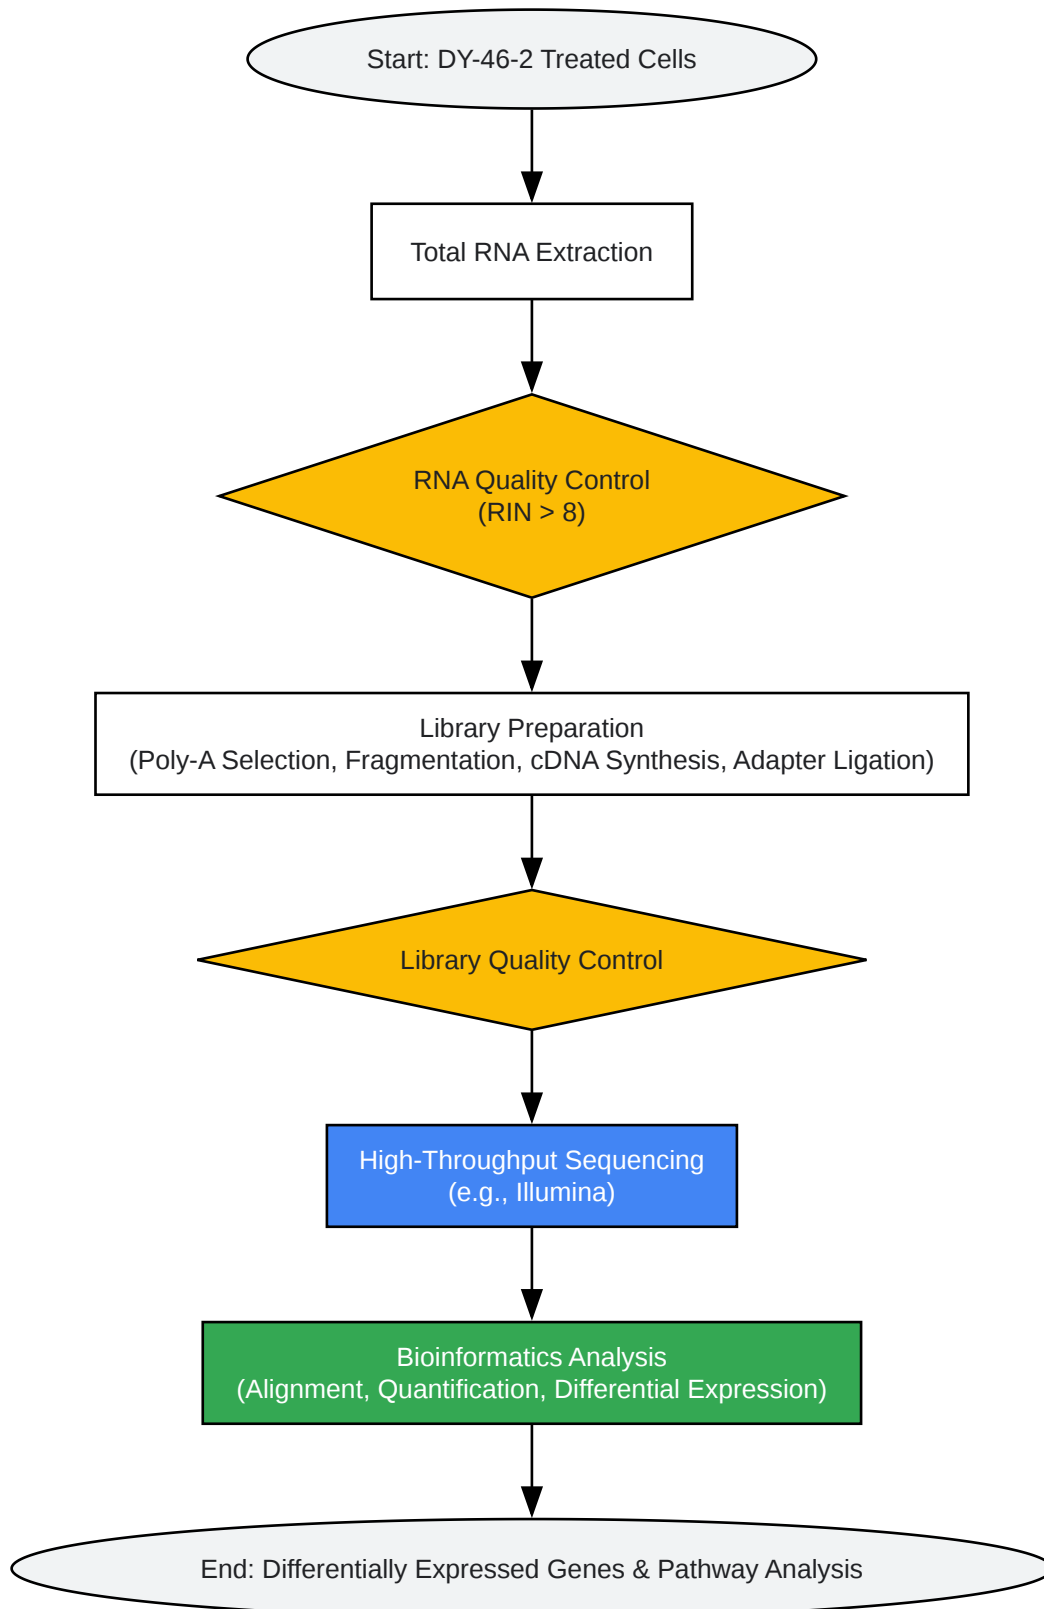 Start: DY-46-2 Treated Cells
Total RNA Extraction
RNA Quality Control
(RIN > 8)
Library Preparation
(Poly-A Selection, Fragmentation, cDNA Synthesis, Adapter Ligation)
Library Quality Control
High-Throughput Sequencing
(e.g., Illumina)
Bioinformatics Analysis
(Alignment, Quantification, Differential Expression)
End: Differentially Expressed Genes & Pathway Analysis